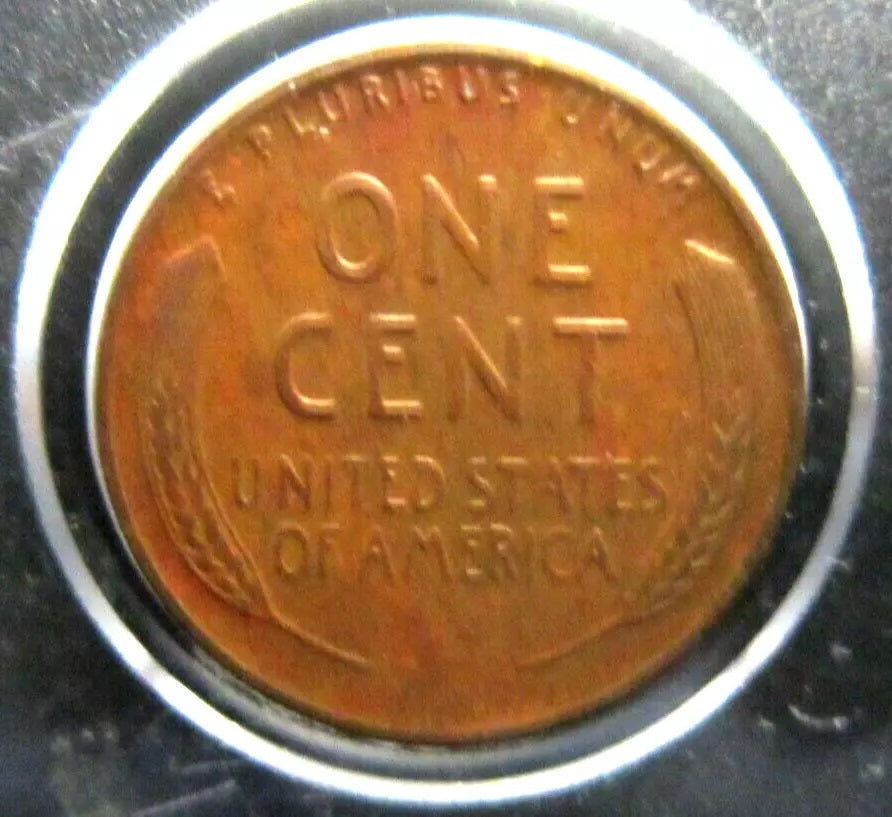 E PLURIBUS UNUM
ONE
CENT
UNITED STATES
OF AMERICA